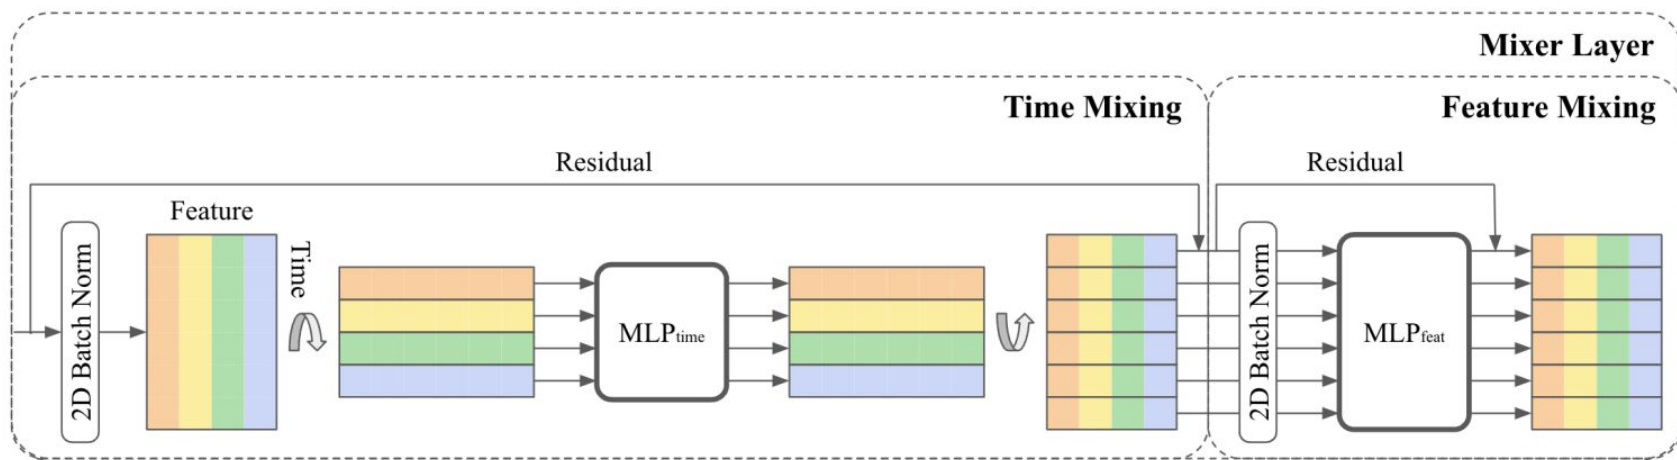 Mixer Layer
Time Mixing
Feature Mixing
Residual
Residual
Feature
Time
2D Batch Norm
MLPtime
2D Batch Norm
MLPfeat